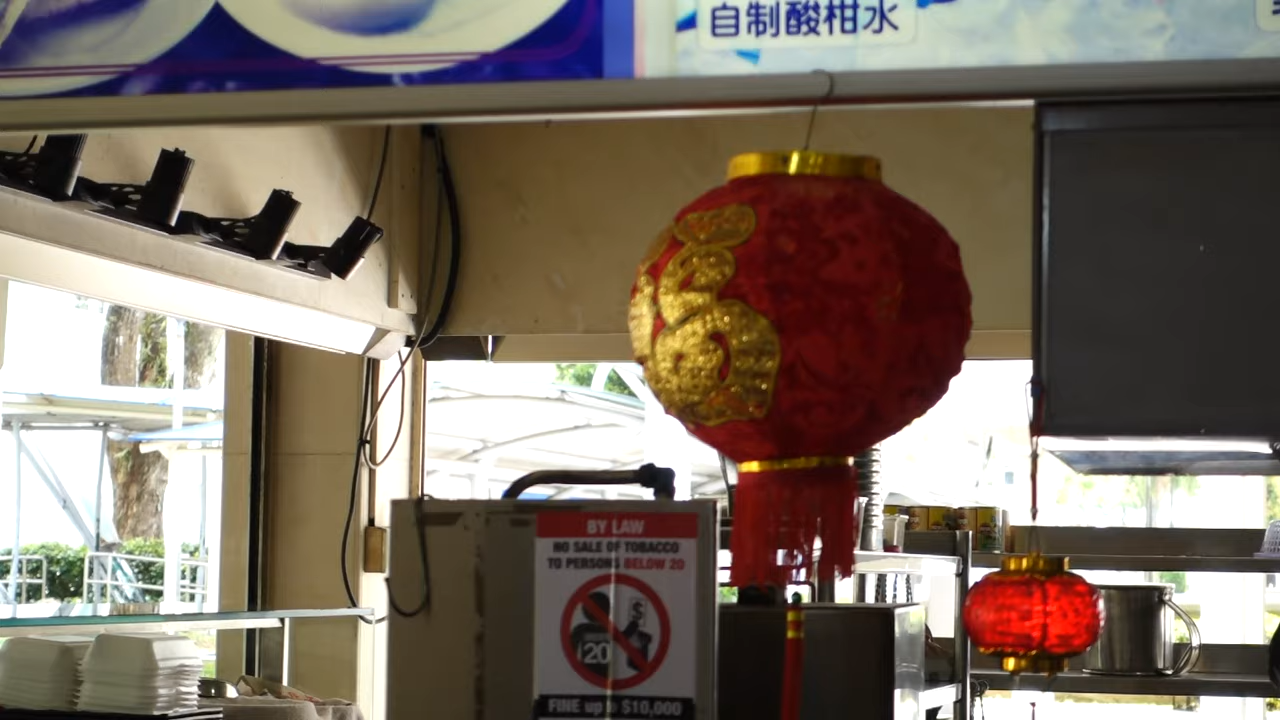 自制酸柑水
BY LAW
NO SALE OF TOBACCO
TO PERSONS BELOW 20
$
20
FINE up to $10,000